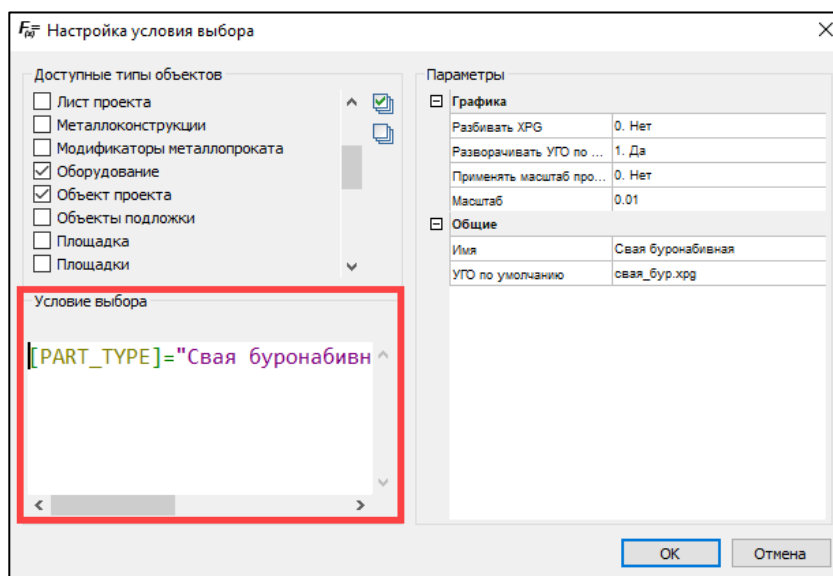 Настройка условия выбора
Доступные типы объектов
Лист проекта
Металлоконструкции
Модификаторы металлопроката
Оборудование
Объект проекта
Объекты подложки
Площадка
Площадки
Условие выбора
[PART_TYPE]="Свая буронабивн
Параметры
Графика
Разбивать XPG 0. Нет
Разворачивать УГО по ... 1. Да
Применять масштаб про... 0. Нет
Масштаб 0.01
Общие
Имя Свая буронабивная
УГО по умолчанию свая_бур.xpg
OK Отмена